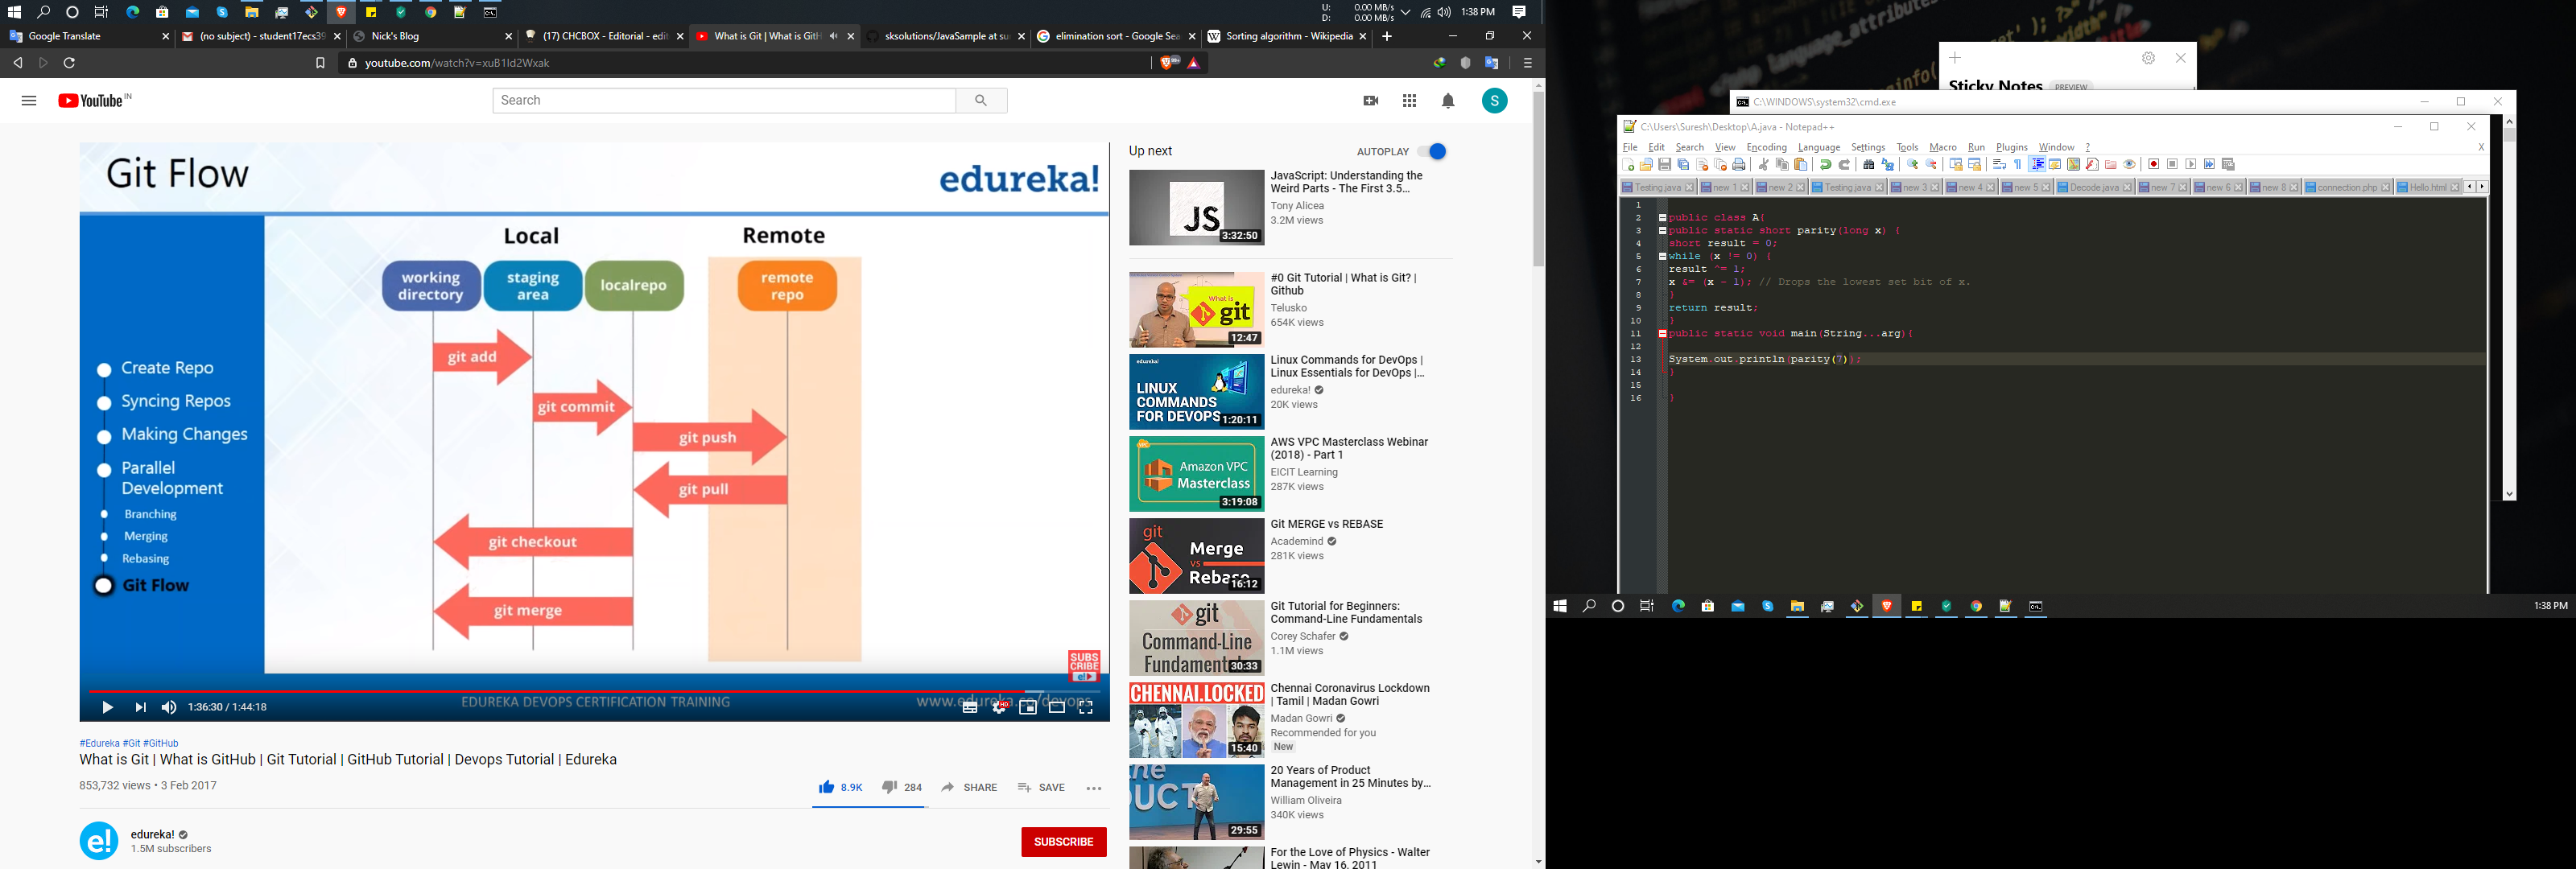 U: 0.00 MB/s
D: 0.00 MB/s
1:38 PM
Google Translate
(no subject) - student17ecs39
Nick's Blog
(17) CHCBOX - Editorial - edit
What is Git | What is GitH
sksolutions/JavaSample at su
elimination sort - Google Sea
Sorting algorithm - Wikipedia
youtube.com/watch?v=xuB1Id2Wxak
YouTube IN
Search
S
Git Flow
edureka!
Local
Remote
working directory
staging area
localrepo
remote repo
git add
git commit
git push
git pull
git checkout
git merge
Create Repo
Syncing Repos
Making Changes
Parallel
Development
Branching
Merging
Rebasing
Git Flow
SUBS
CRIBE
e!
EDUREKA DEVOPS CERTIFICATION TRAINING
www.edureka.co/devops
1:36:30 / 1:44:18
HD
#Edureka #Git #GitHub
What is Git | What is GitHub | Git Tutorial | GitHub Tutorial | Devops Tutorial | Edureka
853,732 views • 3 Feb 2017
8.9K
284
SHARE
SAVE
e!
edureka!
1.5M subscribers
SUBSCRIBE
Up next
AUTOPLAY
JS
3:32:50
JavaScript: Understanding the
Weird Parts - The First 3.5...
Tony Alicea
3.2M views
What is
git
12:47
#0 Git Tutorial | What is Git? |
Github
Telusko
654K views
edureka!
LINUX
COMMANDS
FOR DEVOPS
1:20:11
Linux Commands for DevOps |
Linux Essentials for DevOps |...
edureka!
20K views
Amazon VPC
Masterclass
3:19:08
AWS VPC Masterclass Webinar
(2018) - Part 1
EICIT Learning
287K views
git
Merge
VS
Rebase
16:12
Git MERGE vs REBASE
Academind
281K views
git
Command-Line
Fundamentals
30:33
Git Tutorial for Beginners:
Command-Line Fundamentals
Corey Schafer
1.1M views
CHENNAI.LOCKED
15:40
Chennai Coronavirus Lockdown
| Tamil | Madan Gowri
Madan Gowri
Recommended for you
New
29:55
20 Years of Product
Management in 25 Minutes by...
William Oliveira
340K views
For the Love of Physics - Walter
Lewin - May 16, 2011
language_attributes
Sticky Notes
PREVIEW
C:\WINDOWS\system32\cmd.exe
C:\Users\Suresh\Desktop\A.java - Notepad++
File Edit Search View Encoding Language Settings Tools Macro Run Plugins Window ? X
Testing.java new 1 new 2 Testing.java new 3 new 4 new 5 Decode.java new 7 new 6 new 8 connection.php Hello.html
1
2 public class A{
3 public static short parity(long x) {
4 short result = 0;
5 while (x != 0) {
6 result ^= 1;
7 x &= (x - 1); // Drops the lowest set bit of x.
8 }
9 return result;
10 }
11 public static void main(String...arg){
12
13 System.out.println(parity(7));
14 }
15
16 }
1:38 PM